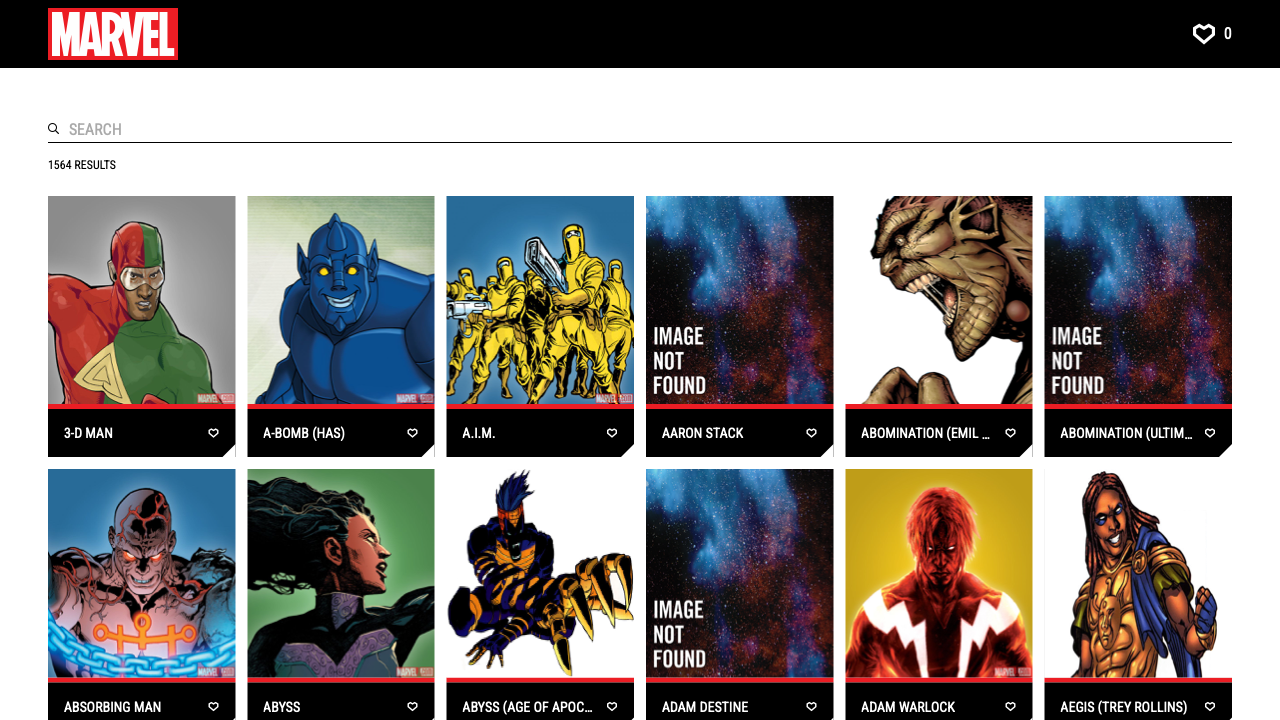 MARVEL
0
SEARCH
1564 RESULTS
IMAGE
NOT
FOUND
IMAGE
NOT
FOUND
3-D MAN
A-BOMB (HAS)
A.I.M.
AARON STACK
ABOMINATION (EMIL ...
ABOMINATION (ULTIM...
IMAGE
NOT
FOUND
ABSORBING MAN
ABYSS
ABYSS (AGE OF APOC...
ADAM DESTINE
ADAM WARLOCK
AEGIS (TREY ROLLINS)